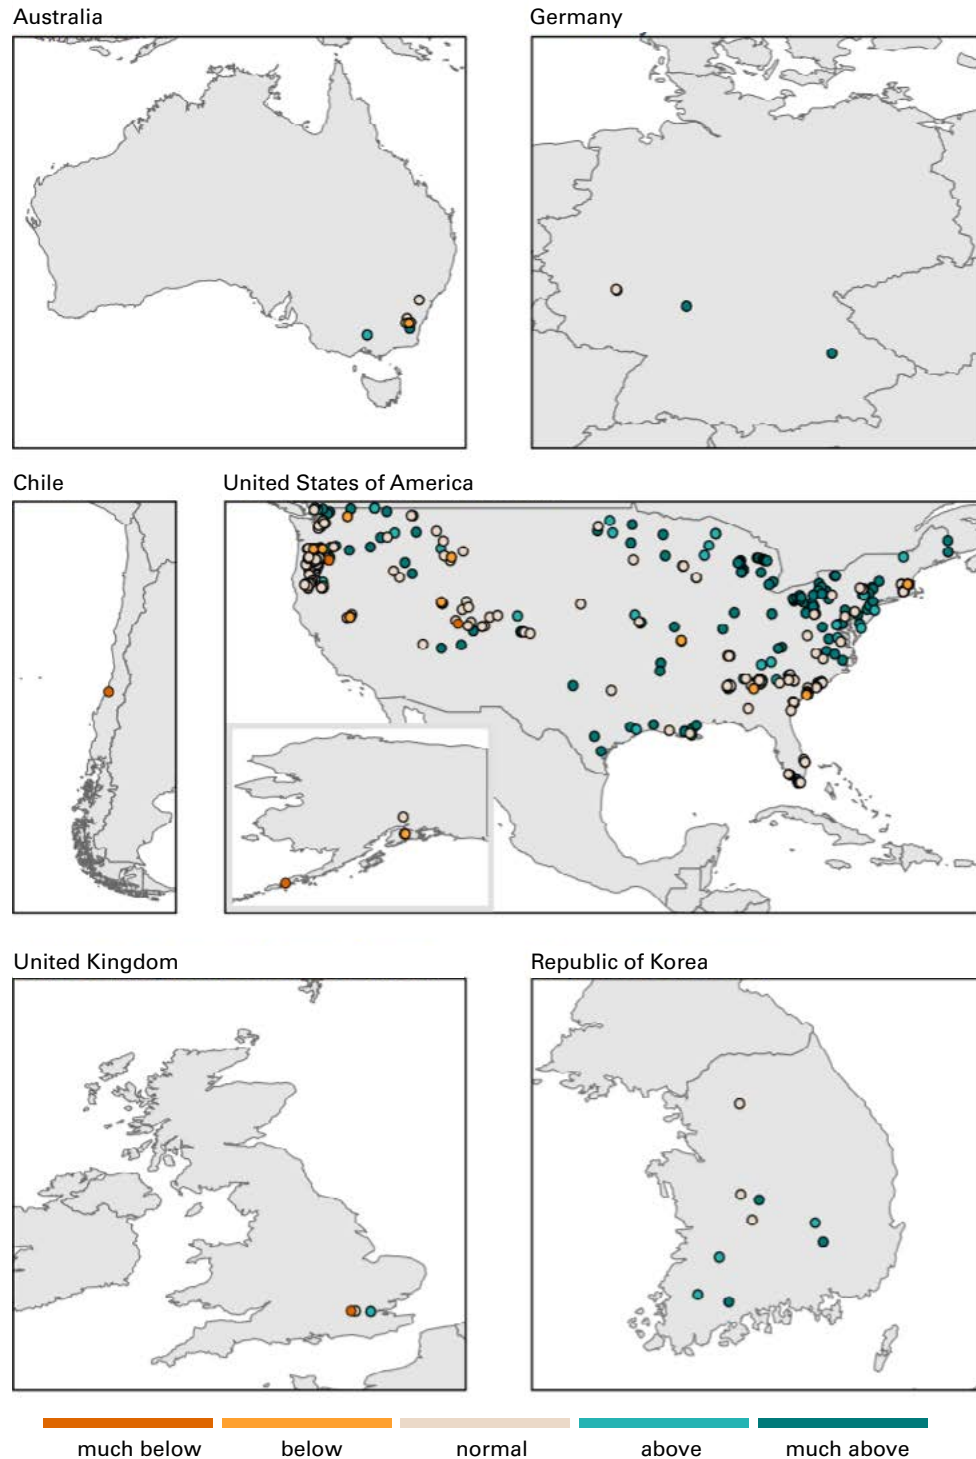 Australia
Germany
Chile
United States of America
United Kingdom
Republic of Korea
much below
below
normal
above
much above